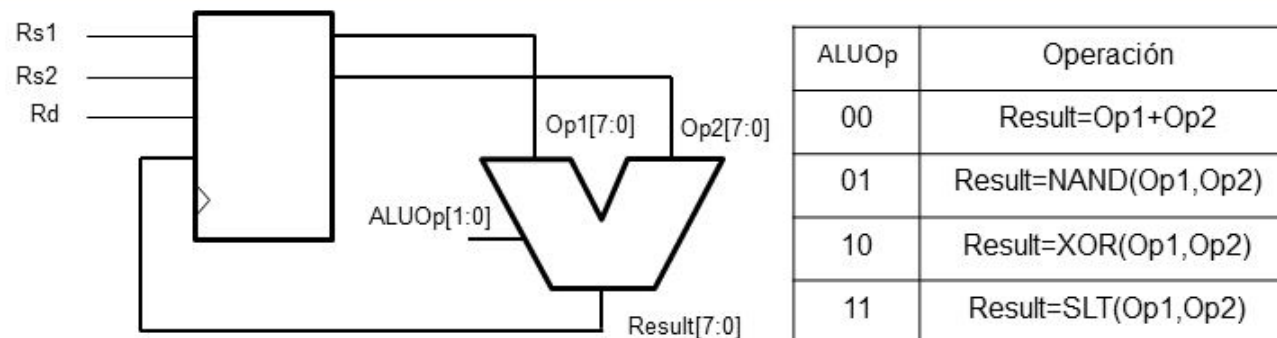 Rs1
Rs2
Rd
Op1[7:0]
Op2[7:0]
ALUOp[1:0]
Result[7:0]
ALUOp Operación
00 Result=Op1+Op2
01 Result=NAND(Op1,Op2)
10 Result=XOR(Op1,Op2)
11 Result=SLT(Op1,Op2)